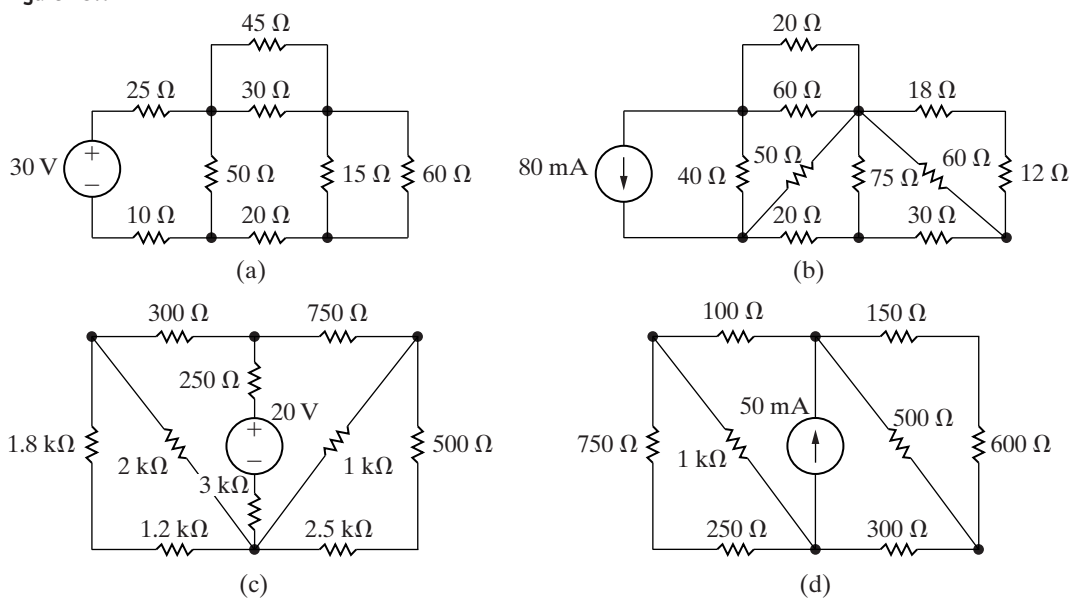 45 Ω
20 Ω
25 Ω 30 Ω
60 Ω 18 Ω
30 V + − 50 Ω 15 Ω 60 Ω
80 mA 40 Ω 50 Ω 75 Ω 60 Ω 12 Ω
10 Ω 20 Ω
20 Ω 30 Ω
(a)
(b)
300 Ω 750 Ω
100 Ω 150 Ω
250 Ω
20 V
+ −
1.8 kΩ 2 kΩ 3 kΩ 1 kΩ 500 Ω
50 mA
750 Ω 1 kΩ 500 Ω 600 Ω
1.2 kΩ 2.5 kΩ
250 Ω 300 Ω
(c)
(d)